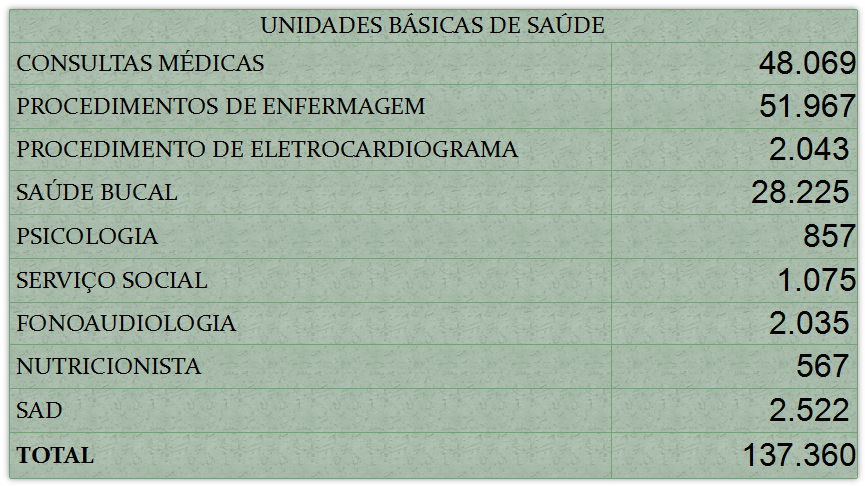 UNIDADES BÁSICAS DE SAÚDE
CONSULTAS MÉDICAS 48.069
PROCEDIMENTOS DE ENFERMAGEM 51.967
PROCEDIMENTO DE ELETROCARDIOGRAMA 2.043
SAÚDE BUCAL 28.225
PSICOLOGIA 857
SERVIÇO SOCIAL 1.075
FONOAUDIOLOGIA 2.035
NUTRICIONISTA 567
SAD 2.522
TOTAL 137.360